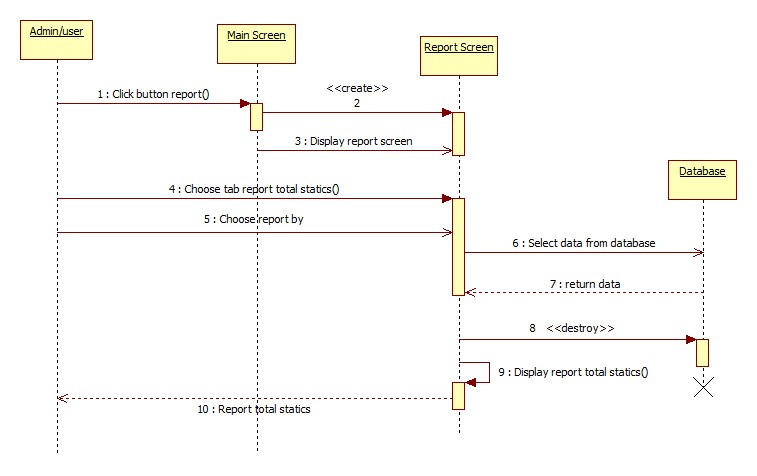 Admin/user
Main Screen
Report Screen
<<create>>
1 : Click button report()
2
3 : Display report screen
Database
4 : Choose tab report total statics()
5 : Choose report by
6 : Select data from database
7 : return data
8 <<destroy>>
9 : Display report total statics()
10 : Report total statics